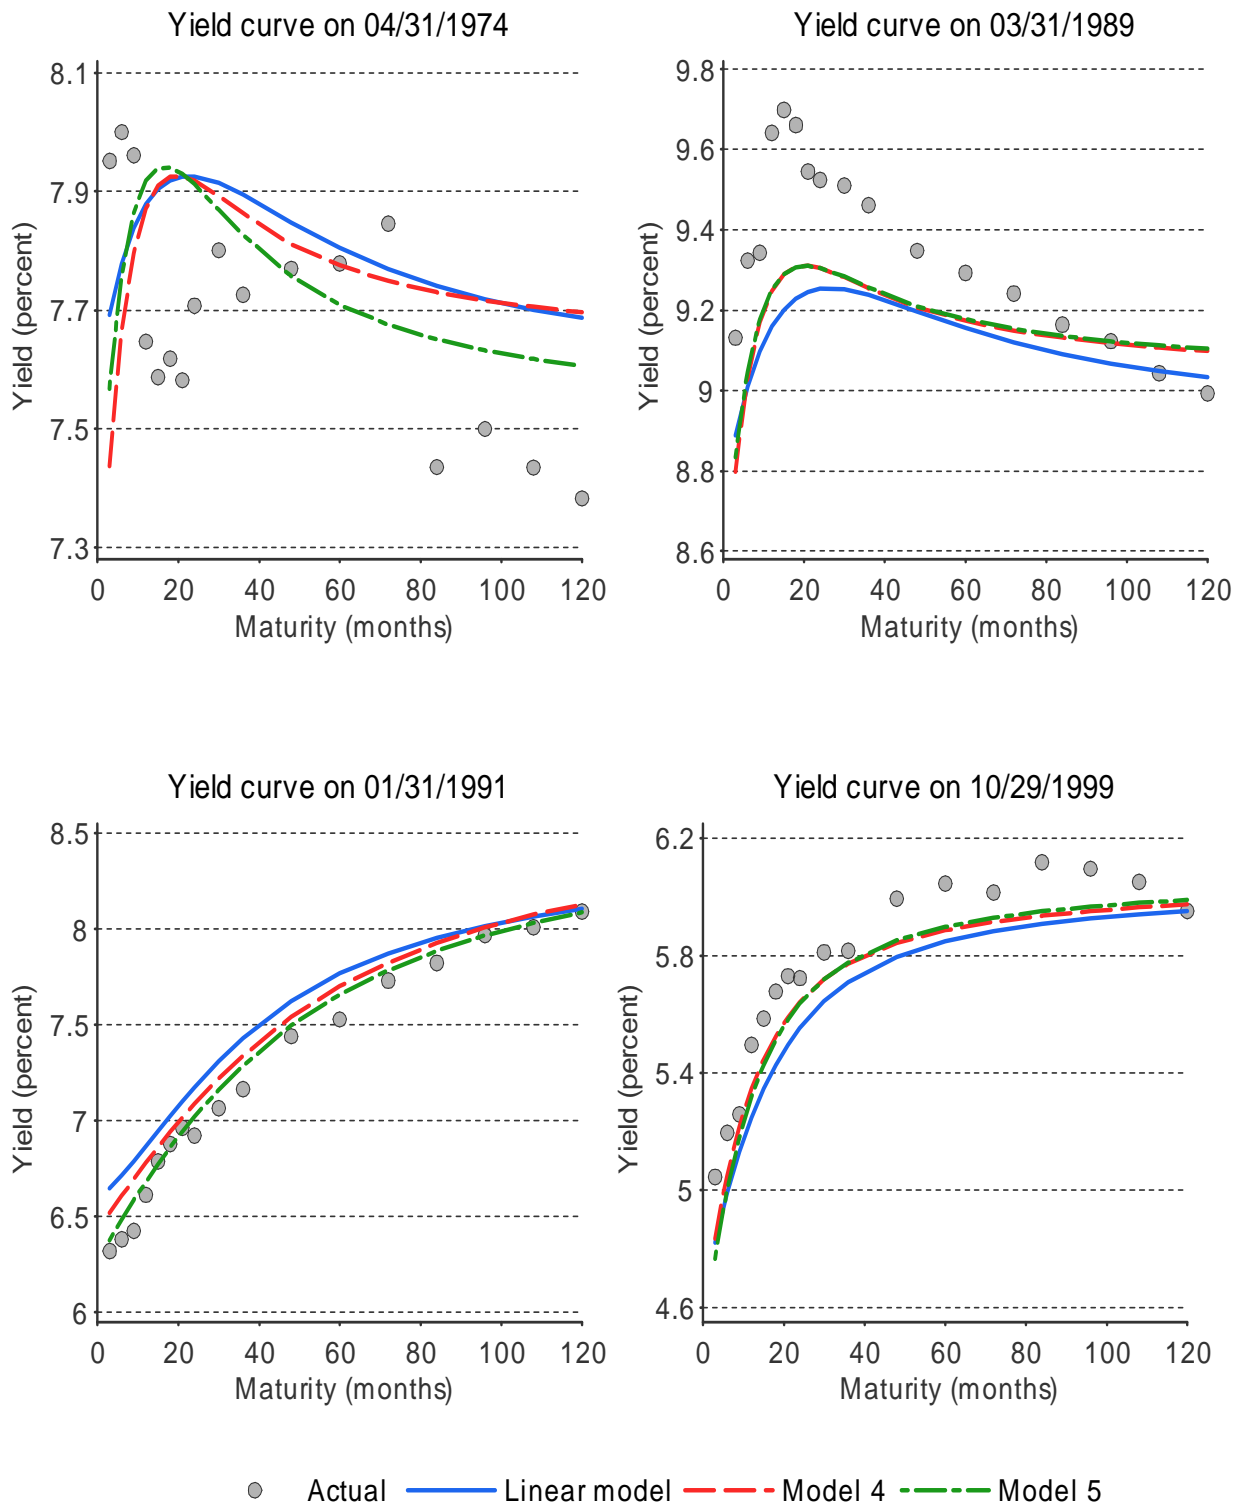 Yield curve on 04/31/1974
8.1
7.9
7.7
7.5
7.3
Yield (percent)
0 20 40 60 80 100 120
Maturity (months)
Yield curve on 03/31/1989
9.8
9.6
9.4
9.2
9
8.8
8.6
Yield (percent)
0 20 40 60 80 100 120
Maturity (months)
Yield curve on 01/31/1991
8.5
8
7.5
7
6.5
6
Yield (percent)
0 20 40 60 80 100 120
Maturity (months)
Yield curve on 10/29/1999
6.2
5.8
5.4
5
4.6
Yield (percent)
0 20 40 60 80 100 120
Maturity (months)
Actual Linear model Model 4 Model 5